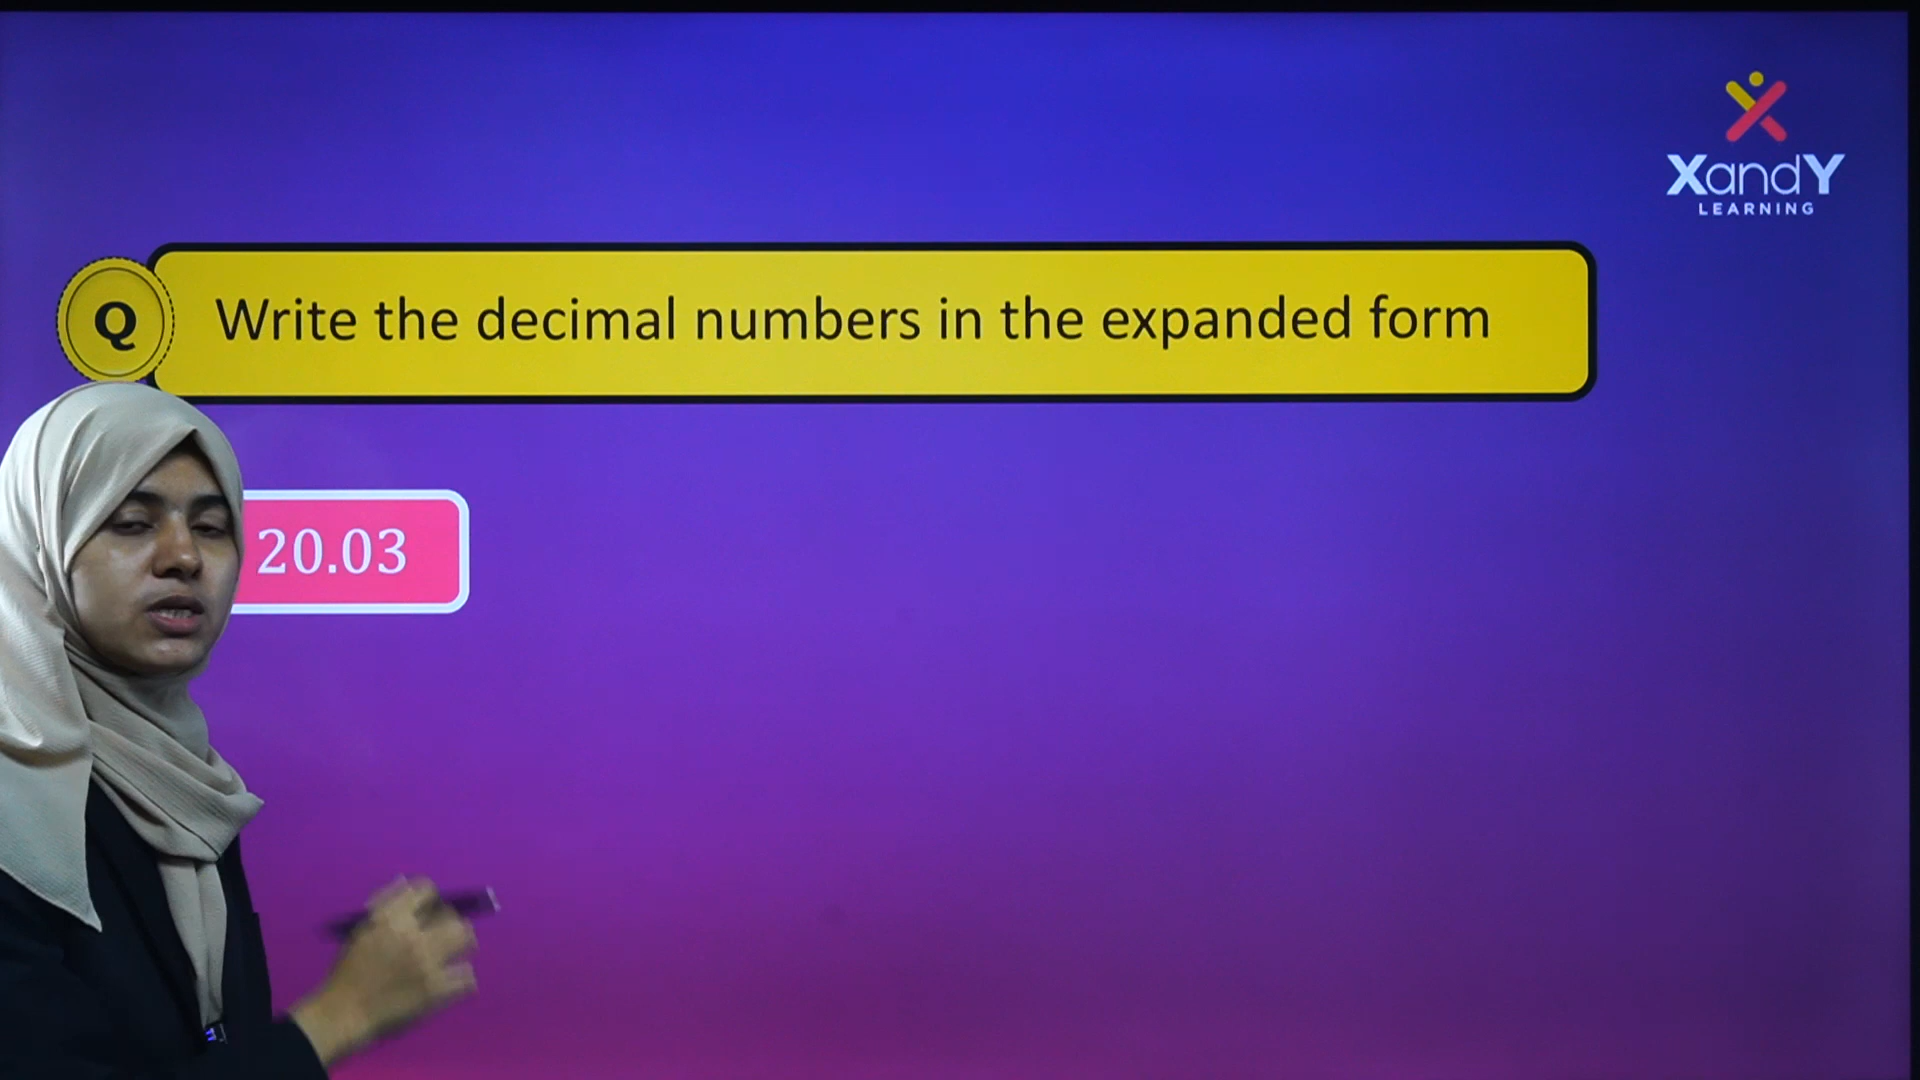 XandY
LEARNING
Q Write the decimal numbers in the expanded form
20.03